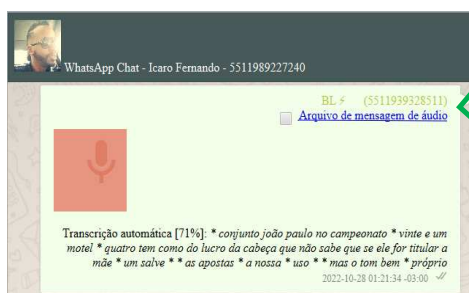 WhatsApp Chat - Icaro Fernando - 5511989227240
BL⚡ (5511939328511)
Arquivo de mensagem de áudio
Transcrição automática [71%]: * conjunto joão paulo no campeonato * vinte e um
motel * quatro tem como do lucro da cabeça que não sabe que se ele for titular a
mãe * um salve * * as apostas * a nossa * uso * * mas o tom bem * próprio
2022-10-28 01:21:34 -03:00